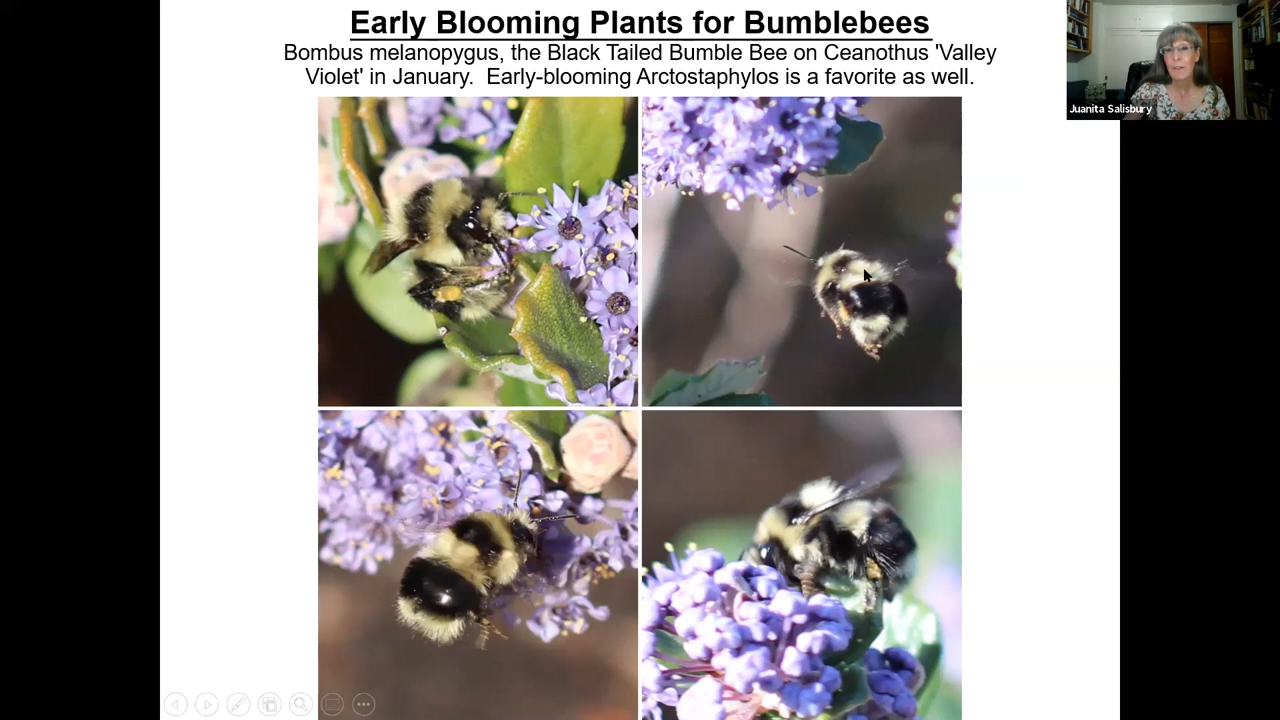 Early Blooming Plants for Bumblebees
Bombus melanopygus, the Black Tailed Bumble Bee on Ceanothus 'Valley
Violet' in January.  Early-blooming Arctostaphylos is a favorite as well.
Juanita Salisbury